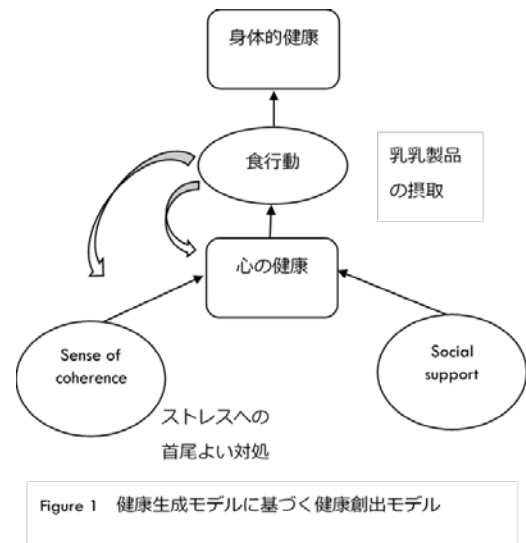 身体的健康
食行動
乳乳製品
の摂取
心の健康
Sense of
coherence
Social
support
ストレスへの
首尾よい対処
Figure 1 健康生成モデルに基づく健康創出モデル